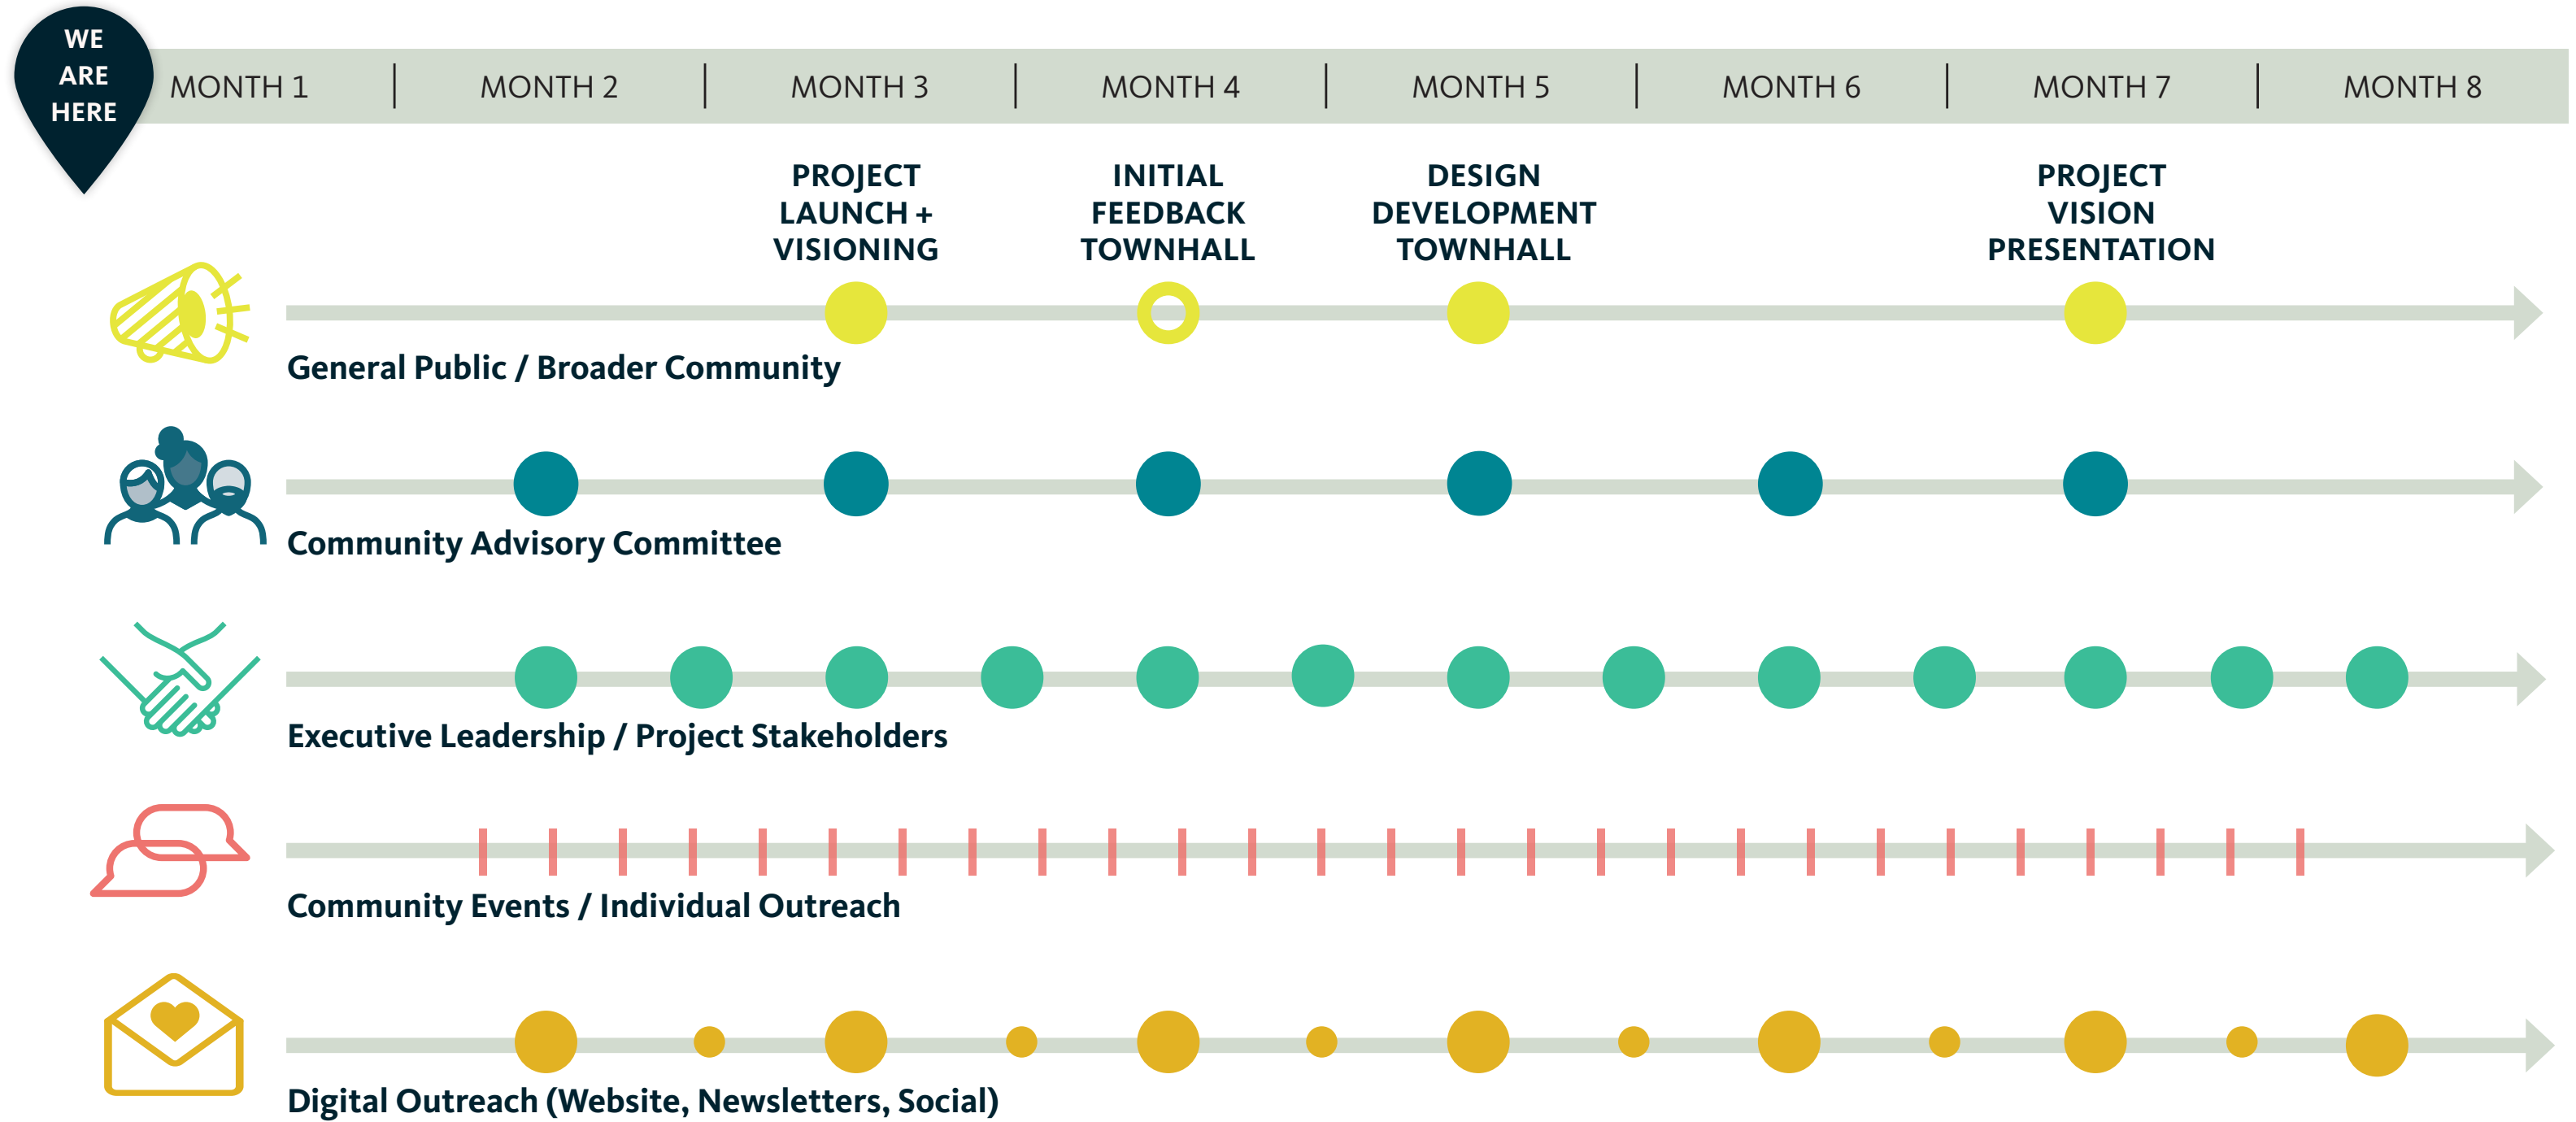 WE
ARE
HERE
MONTH 1 | MONTH 2 | MONTH 3 | MONTH 4 | MONTH 5 | MONTH 6 | MONTH 7 | MONTH 8
PROJECT
LAUNCH +
VISIONING
INITIAL
FEEDBACK
TOWNHALL
DESIGN
DEVELOPMENT
TOWNHALL
PROJECT
VISION
PRESENTATION
General Public / Broader Community
Community Advisory Committee
Executive Leadership / Project Stakeholders
Community Events / Individual Outreach
Digital Outreach (Website, Newsletters, Social)